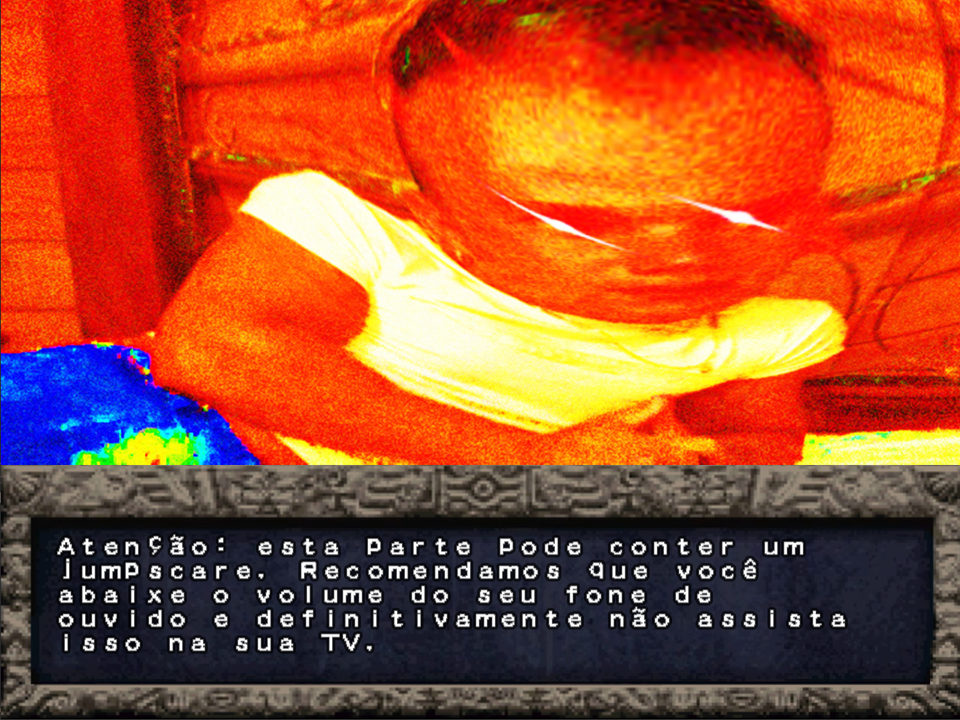 Atenção: esta parte pode conter um
jumpscare. Recomendamos que você
abaixe o volume do seu fone de
ouvido e definitivamente não assista
isso na sua TV.